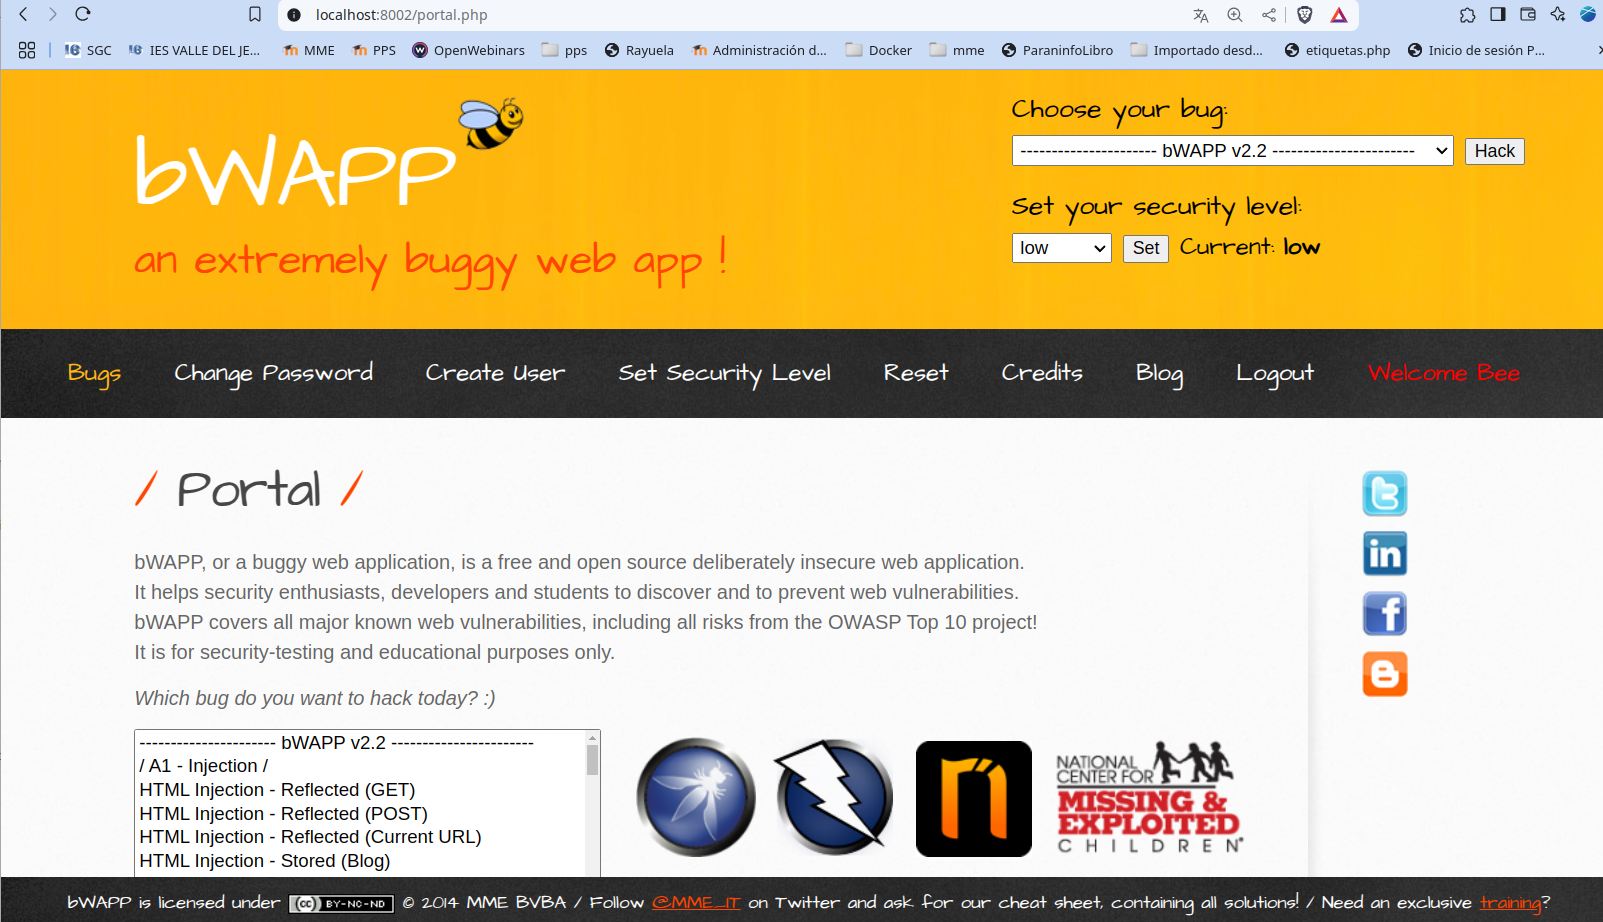 localhost:8002/portal.php
SGC
IES VALLE DEL JE...
MME
PPS
OpenWebinars
pps
Rayuela
Administración d...
Docker
mme
ParaninfoLibro
Importado desd...
etiquetas.php
Inicio de sesión P...
bWAPP
an extremely buggy web app !
Choose your bug:
---------------------- bWAPP v2.2 -----------------------
Hack
Set your security level:
low
Set
Current: low
Bugs
Change Password
Create User
Set Security Level
Reset
Credits
Blog
Logout
Welcome Bee
/ Portal /
bWAPP, or a buggy web application, is a free and open source deliberately insecure web application.
It helps security enthusiasts, developers and students to discover and to prevent web vulnerabilities.
bWAPP covers all major known web vulnerabilities, including all risks from the OWASP Top 10 project!
It is for security-testing and educational purposes only.
Which bug do you want to hack today? :)
---------------------- bWAPP v2.2 -----------------------
/ A1 - Injection /
HTML Injection - Reflected (GET)
HTML Injection - Reflected (POST)
HTML Injection - Reflected (Current URL)
HTML Injection - Stored (Blog)
NATIONAL
CENTER FOR
MISSING &
EXPLOITED
CHILDREN®
bWAPP is licensed under (cc) BY-NC-ND © 2014 MME BVBA / Follow @MME_IT on Twitter and ask for our cheat sheet, containing all solutions! / Need an exclusive training?